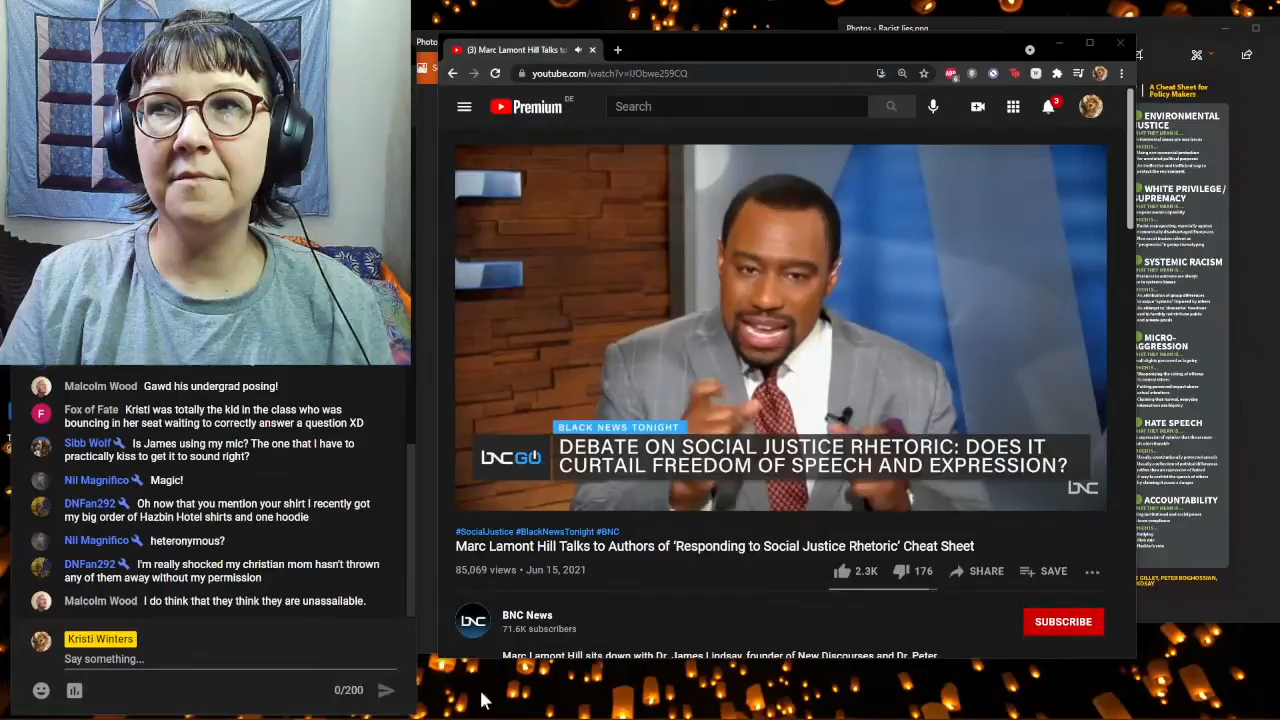 Malcolm Wood Gawd his undergrad posing!
Fox of Fate Kristi was totally the kid in the class who was
bouncing in her seat waiting to correctly answer a question XD
Sibb Wolf Is James using my mic? The one that I have to
practically kiss to get it to sound right?
Nil Magnifico Magic!
DNFan292 Oh now that you mention your shirt I recently got
my big order of Hazbin Hotel shirts and one hoodie
Nil Magnifico heteronymous?
DNFan292 I'm really shocked my christian mom hasn't thrown
any of them away without my permission
Malcolm Wood I do think that they think they are unassailable.
Kristi Winters
Say something...
0/200
Photo
Photos - Racist lies.png
(3) Marc Lamont Hill Talks to
youtube.com/watch?v=IJObwe259CQ
Premium DE
Search
3
BLACK NEWS TONIGHT
BNC GO
DEBATE ON SOCIAL JUSTICE RHETORIC: DOES IT
CURTAIL FREEDOM OF SPEECH AND EXPRESSION?
BNC
#SocialJustice #BlackNewsTonight #BNC
Marc Lamont Hill Talks to Authors of ‘Responding to Social Justice Rhetoric’ Cheat Sheet
85,069 views • Jun 15, 2021
2.3K
176
SHARE
SAVE
BNC
BNC News
71.6K subscribers
SUBSCRIBE
Marc Lamont Hill sits down with Dr. James Lindsay, founder of New Discourses and Dr. Peter
A Cheat Sheet for
Policy Makers
ENVIRONMENTAL
JUSTICE
WHITE PRIVILEGE /
SUPREMACY
SYSTEMIC RACISM
MICRO-
AGGRESSION
HATE SPEECH
ACCOUNTABILITY
GILLEY, PETER BOGHOSSIAN,
LINDSAY